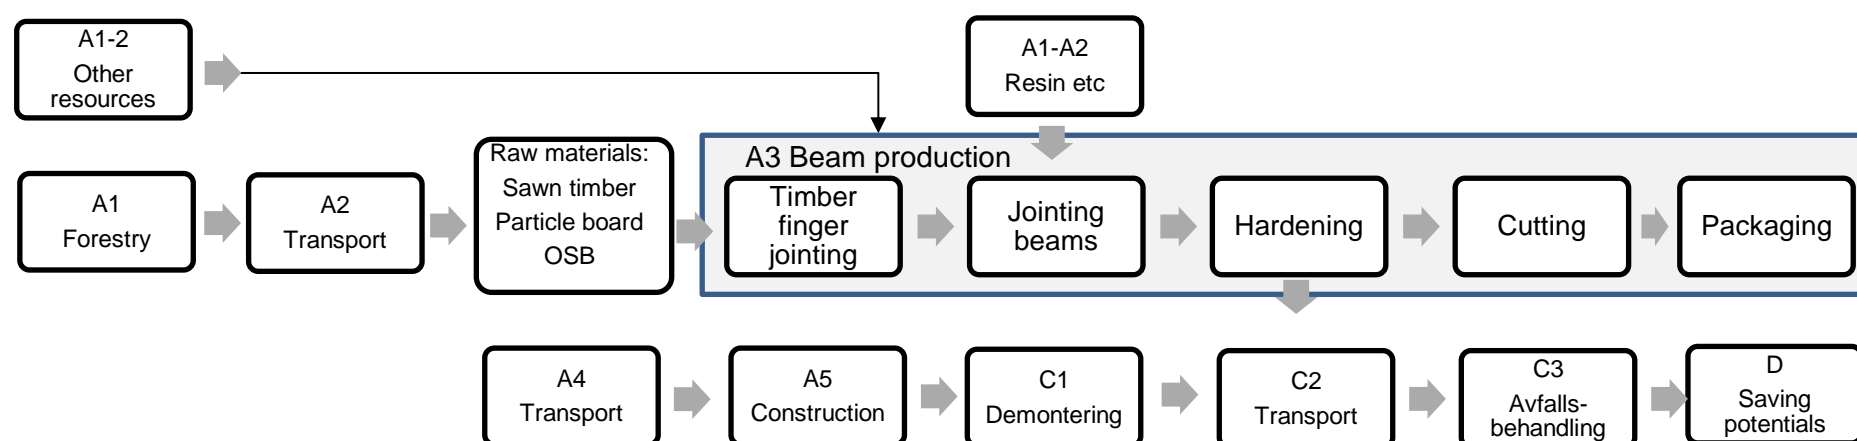 A1-2
Other
resources
A1-A2
Resin etc
A1
Forestry
A2
Transport
Raw materials:
Sawn timber
Particle board
OSB
A3 Beam production
Timber
finger
jointing
Jointing
beams
Hardening
Cutting
Packaging
A4
Transport
A5
Construction
C1
Demontering
C2
Transport
C3
Avfalls-
behandling
D
Saving
potentials